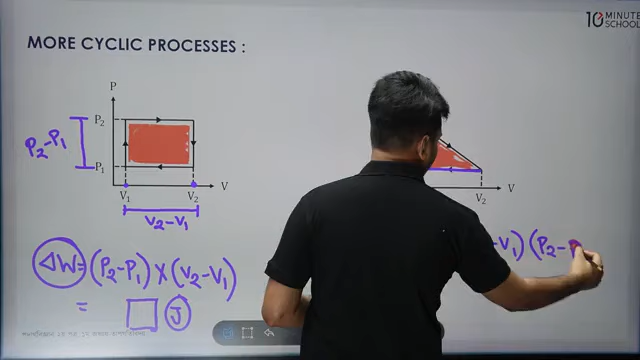 10 MINUTE SCHOOL
MORE CYCLIC PROCESSES :
P
P₂
P₁
P₂-P₁
V₁
V₂
V
V₂-V₁
V₂
V
ΔW=(P₂-P₁)×(V₂-V₁)
= □ J
-V₁)(P₂-P